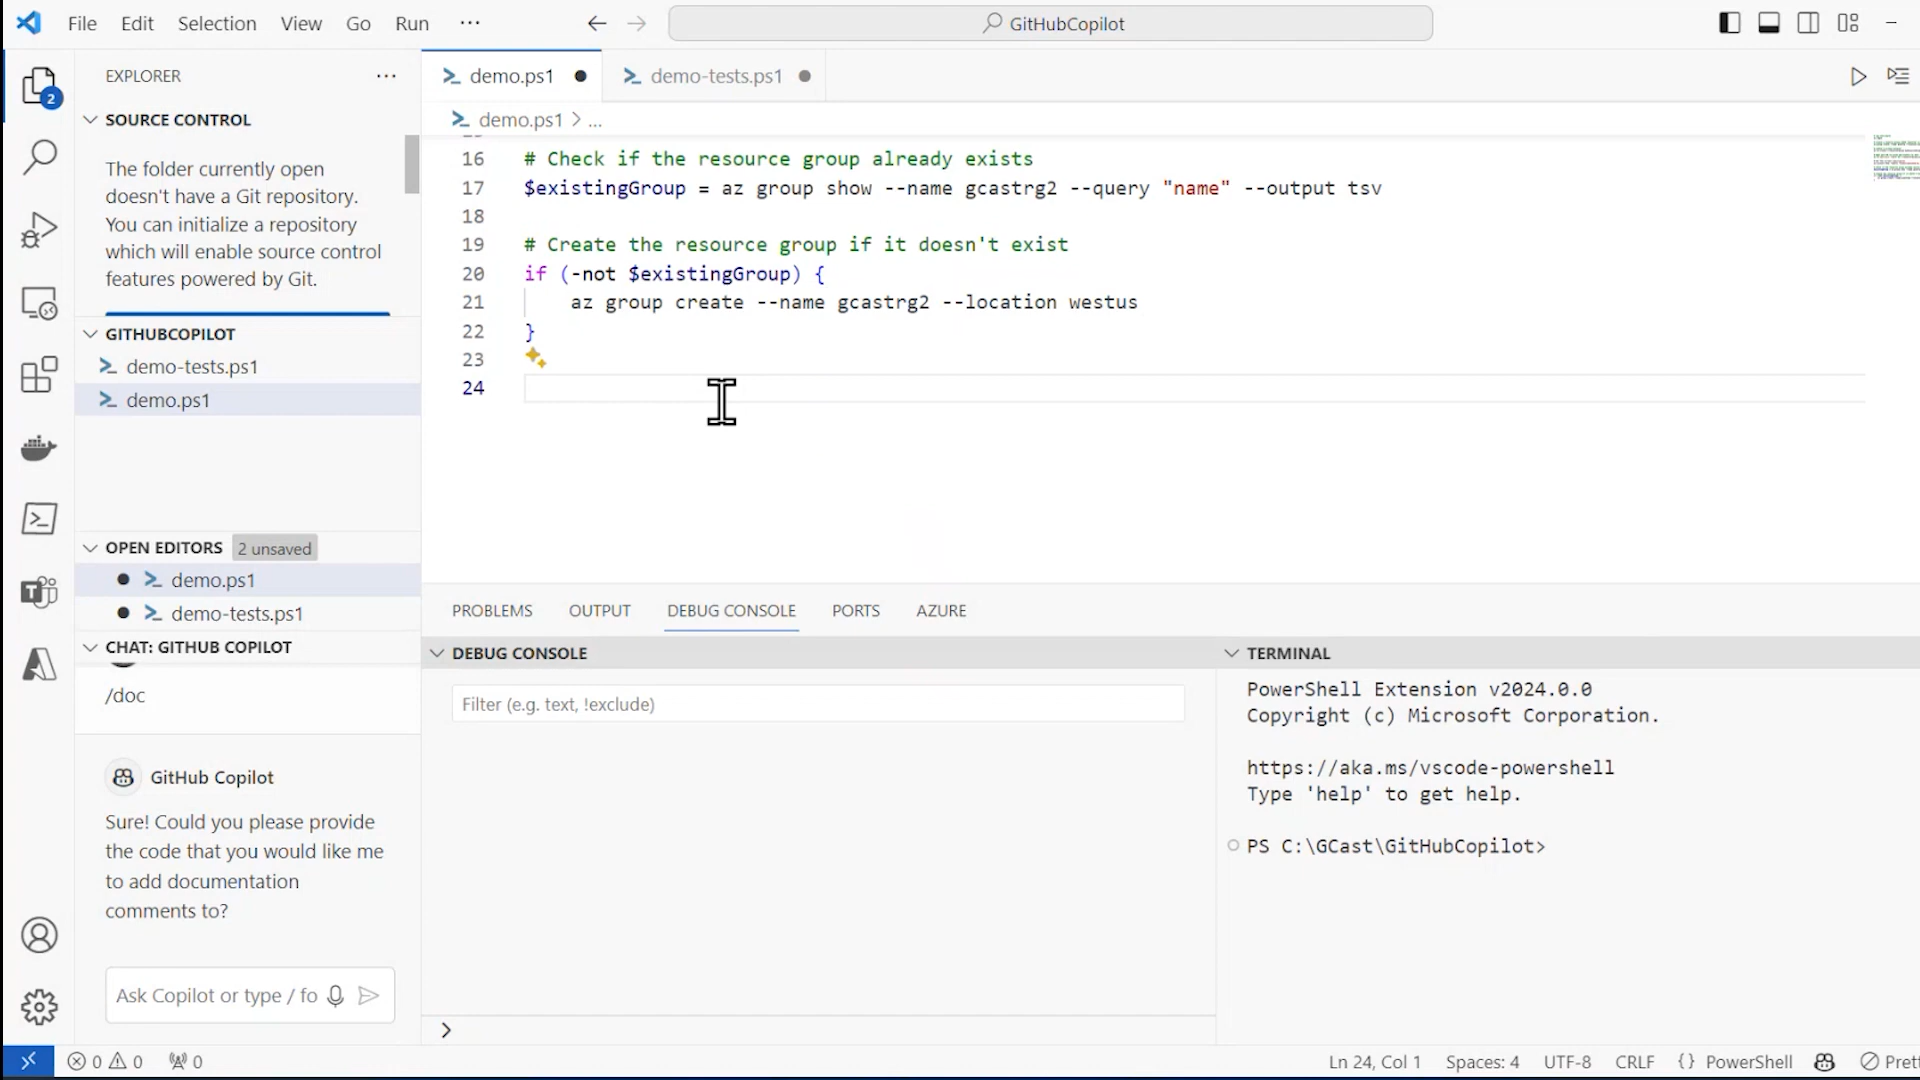 File Edit Selection View Go Run ···
GitHubCopilot
EXPLORER ···
2
SOURCE CONTROL
The folder currently open
doesn't have a Git repository.
You can initialize a repository
which will enable source control
features powered by Git.
GITHUBCOPILOT
demo-tests.ps1
demo.ps1
OPEN EDITORS 2 unsaved
demo.ps1
demo-tests.ps1
CHAT: GITHUB COPILOT
/doc
GitHub Copilot
Sure! Could you please provide
the code that you would like me
to add documentation
comments to?
Ask Copilot or type / fo
demo.ps1 demo-tests.ps1
demo.ps1 > ...
16 # Check if the resource group already exists
17 $existingGroup = az group show --name gcastrg2 --query "name" --output tsv
18
19 # Create the resource group if it doesn't exist
20 if (-not $existingGroup) {
21 az group create --name gcastrg2 --location westus
22 }
23
24
PROBLEMS OUTPUT DEBUG CONSOLE PORTS AZURE
DEBUG CONSOLE
Filter (e.g. text, !exclude)
>
TERMINAL
PowerShell Extension v2024.0.0
Copyright (c) Microsoft Corporation.
https://aka.ms/vscode-powershell
Type 'help' to get help.
PS C:\GCast\GitHubCopilot>
0 0 0 Ln 24, Col 1 Spaces: 4 UTF-8 CRLF {} PowerShell Prett